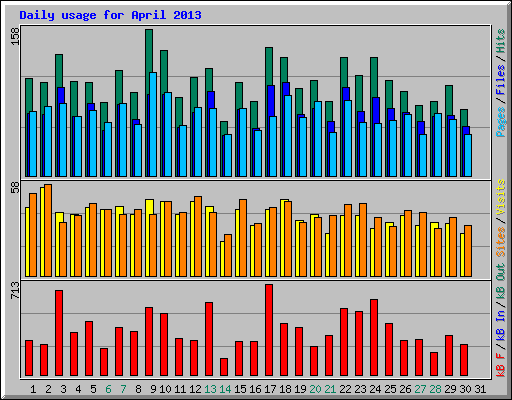 Daily usage for April 2013
158
Pages / Files / Hits
58
Sites / Visits
713
kB F / kB In / kB Out
1 2 3 4 5 6 7 8 9 10 11 12 13 14 15 16 17 18 19 20 21 22 23 24 25 26 27 28 29 30 31